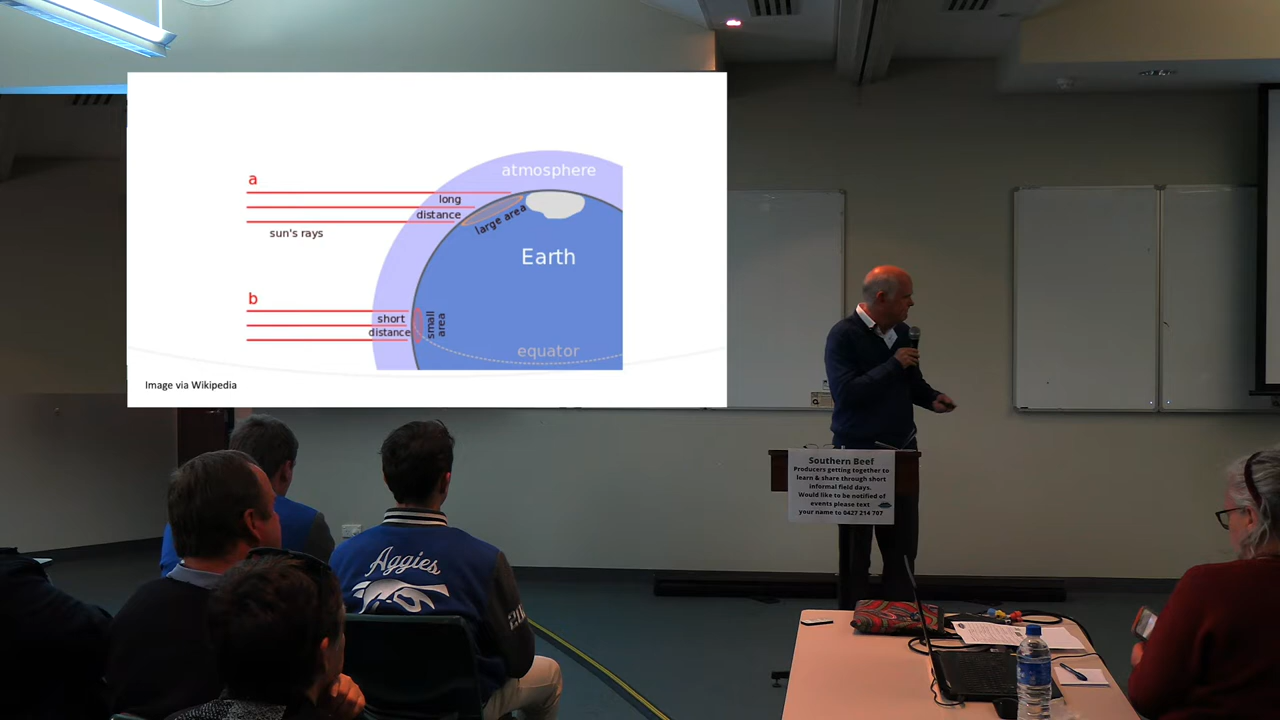 atmosphere
a
long
distance
large area
sun's rays
Earth
b
short
distance
small
area
equator
Image via Wikipedia
Southern Beef
Producers getting together to
learn & share through short
informal field days.
Would like to be notified of
events please text
your name to 0427 214 707
Aggies